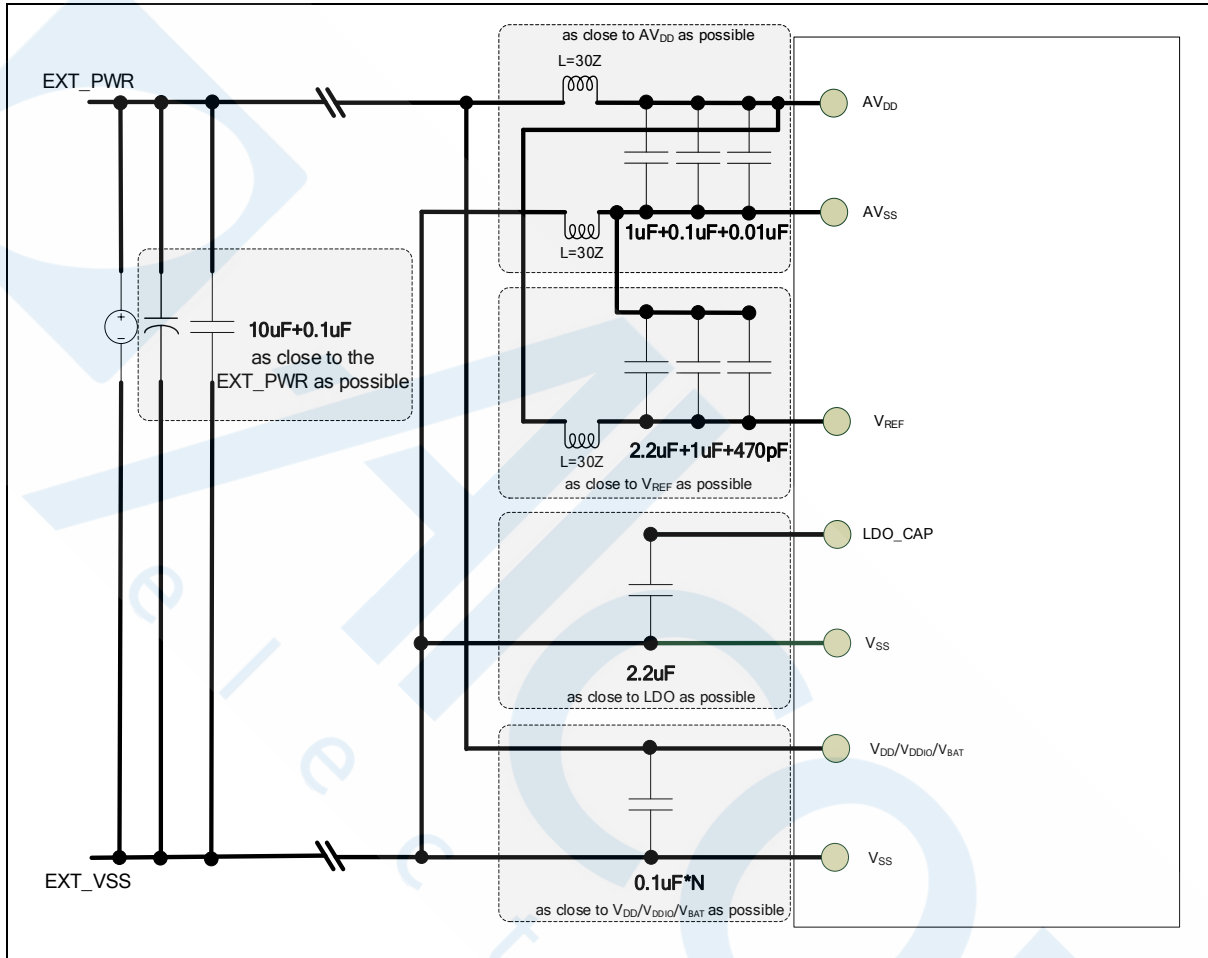 as close to AVDD as possible
L=30Z
EXT_PWR
AVDD
AVSS
1uF+0.1uF+0.01uF
L=30Z
10uF+0.1uF
as close to the
EXT_PWR as possible
VREF
2.2uF+1uF+470pF
L=30Z
as close to VREF as possible
LDO_CAP
VSS
2.2uF
as close to LDO as possible
VDD/VDDIO/VBAT
VSS
EXT_VSS
0.1uF*N
as close to VDD/VDDIO/VBAT as possible